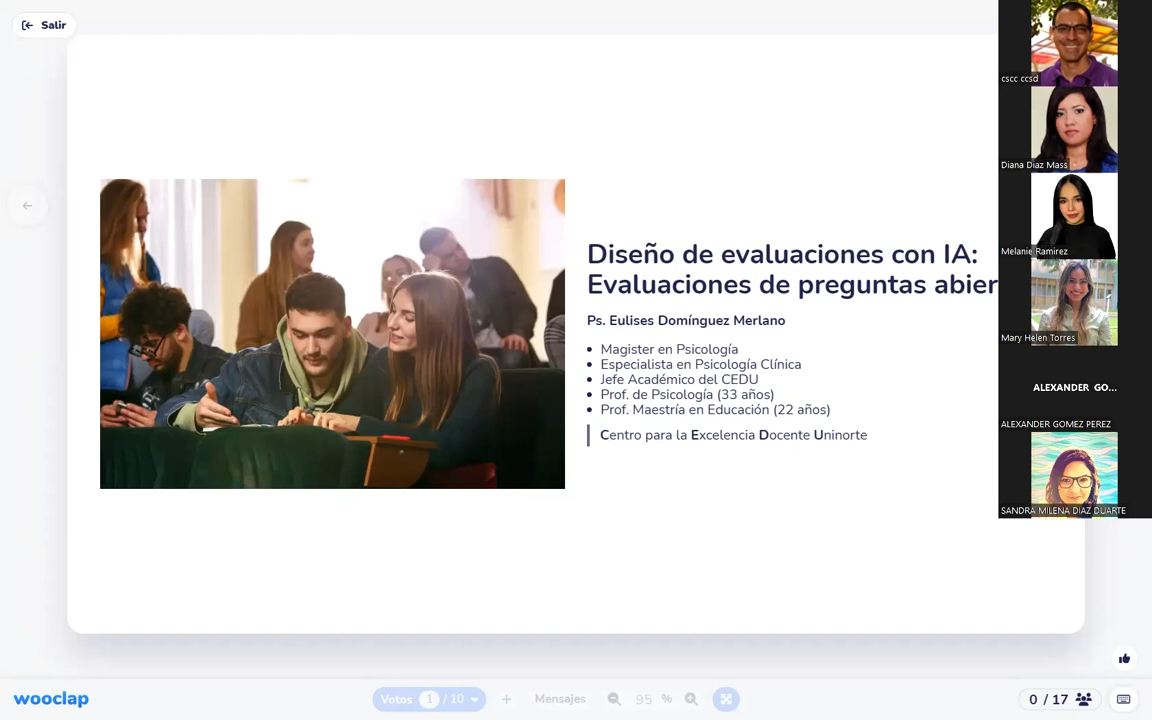 Salir
Diseño de evaluaciones con IA:
Evaluaciones de preguntas abier
Ps. Eulises Domínguez Merlano
• Magister en Psicología
• Especialista en Psicología Clínica
• Jefe Académico del CEDU
• Prof. de Psicología (33 años)
• Prof. Maestría en Educación (22 años)
Centro para la Excelencia Docente Uninorte
cscc ccsd
Diana Diaz Mass
Melanie Ramirez
Mary Helen Torres
ALEXANDER GO...
ALEXANDER GOMEZ PEREZ
SANDRA MILENA DIAZ DUARTE
wooclap
Votos 1 / 10
Mensajes
95 %
0 / 17